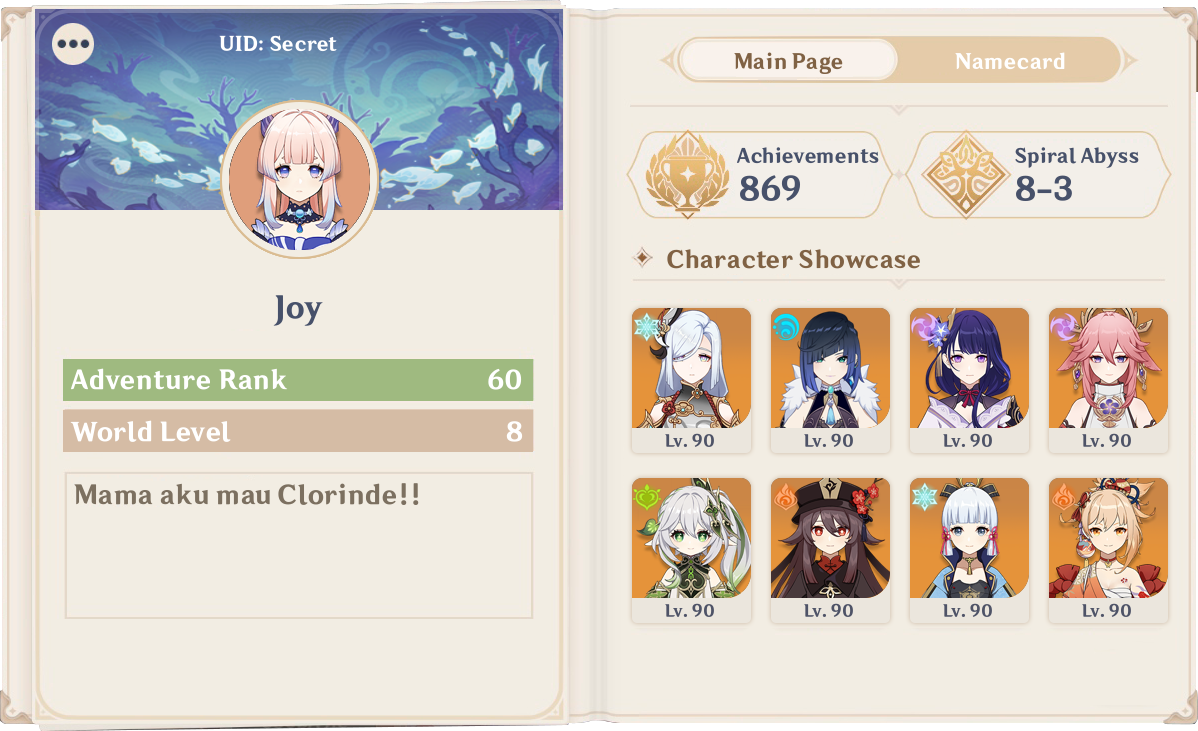 UID: Secret
Joy
Adventure Rank 60
World Level 8
Mama aku mau Clorinde!!
Main Page Namecard
Achievements
869
Spiral Abyss
8-3
Character Showcase
Lv. 90 Lv. 90 Lv. 90 Lv. 90
Lv. 90 Lv. 90 Lv. 90 Lv. 90